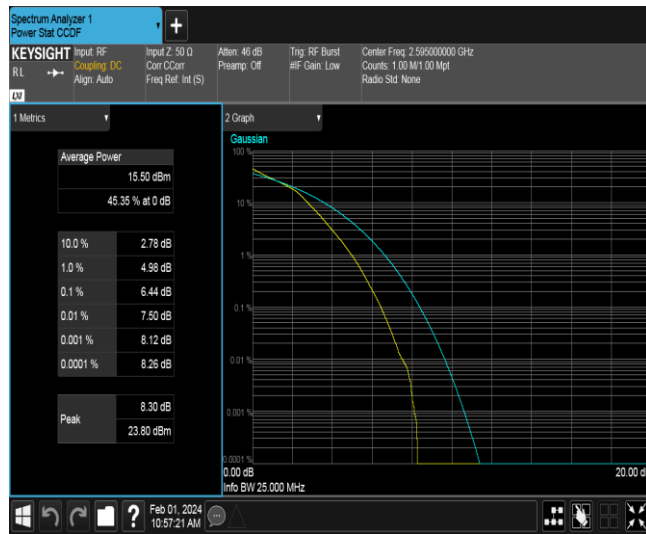 Spectrum Analyzer 1
Power Stat CCDF
+
KEYSIGHT
RL
LXI
Input: RF
Coupling: DC
Align: Auto
Input Z: 50 Ω
Corr CCorr
Freq Ref: Int (S)
Atten: 46 dB
Preamp: Off
Trig: RF Burst
#IF Gain: Low
Center Freq: 2.595000000 GHz
Counts: 1.00 M/1.00 Mpt
Radio Std: None
1 Metrics
Average Power
15.50 dBm
45.35 % at 0 dB
10.0 % 2.78 dB
1.0 % 4.98 dB
0.1 % 6.44 dB
0.01 % 7.50 dB
0.001 % 8.12 dB
0.0001 % 8.26 dB
Peak
8.30 dB
23.80 dBm
2 Graph
Gaussian
100 %
10 %
1 %
0.1 %
0.01 %
0.001 %
0.0001 %
0.00 dB
20.00 d
Info BW 25.000 MHz
?
Feb 01, 2024
10:57:21 AM